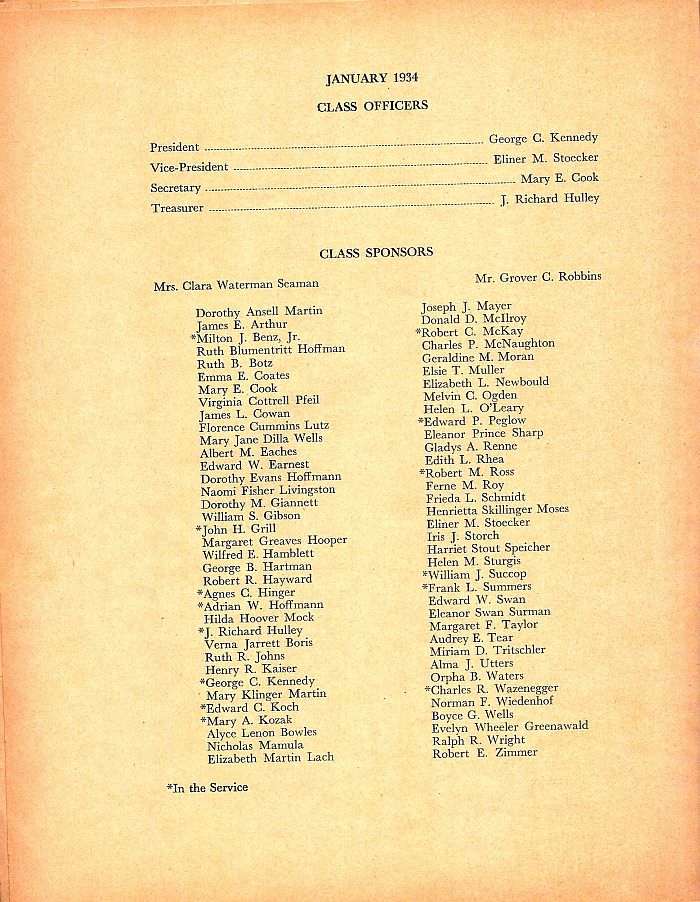 JANUARY 1934
CLASS OFFICERS
President ........ George C. Kennedy
Vice-President ........ Eliner M. Stoecker
Secretary ........ Mary E. Cook
Treasurer ........ J. Richard Hulley
CLASS SPONSORS
Mrs. Clara Waterman Seaman
Mr. Grover C. Robbins
Dorothy Ansell Martin
James E. Arthur
*Milton J. Benz, Jr.
Ruth Blumentritt Hoffman
Ruth B. Botz
Emma E. Coates
Mary E. Cook
Virginia Cottrell Pfeil
James L. Cowan
Florence Cummins Lutz
Mary Jane Dilla Wells
Albert M. Eaches
Edward W. Earnest
Dorothy Evans Hoffmann
Naomi Fisher Livingston
Dorothy M. Giannett
William S. Gibson
*John H. Grill
Margaret Greaves Hooper
Wilfred E. Hamblett
George B. Hartman
Robert R. Hayward
*Agnes C. Hinger
*Adrian W. Hoffmann
Hilda Hoover Mock
*J. Richard Hulley
Verna Jarrett Boris
Ruth R. Johns
Henry R. Kaiser
*George C. Kennedy
Mary Klinger Martin
*Edward C. Koch
*Mary A. Kozak
Alyce Lenon Bowles
Nicholas Mamula
Elizabeth Martin Lach
Joseph J. Mayer
Donald D. McIlroy
*Robert C. McKay
Charles P. McNaughton
Geraldine M. Moran
Elsie T. Muller
Elizabeth L. Newbould
Melvin C. Ogden
Helen L. O'Leary
*Edward P. Peglow
Eleanor Prince Sharp
Gladys A. Renne
Edith L. Rhea
*Robert M. Ross
Ferne M. Roy
Frieda L. Schmidt
Henrietta Skillinger Moses
Eliner M. Stoecker
Iris J. Storch
Harriet Stout Speicher
Helen M. Sturgis
*William J. Succop
*Frank L. Summers
Edward W. Swan
Eleanor Swan Surman
Margaret F. Taylor
Audrey E. Tear
Miriam D. Tritschler
Alma J. Utters
Orpha B. Waters
*Charles R. Wazenegger
Norman F. Wiedenhof
Boyce G. Wells
Evelyn Wheeler Greenawald
Ralph R. Wright
Robert E. Zimmer
*In the Service